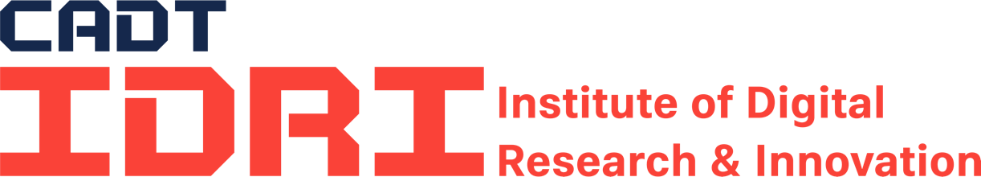 CADT
IDRI
Institute of Digital
Research & Innovation